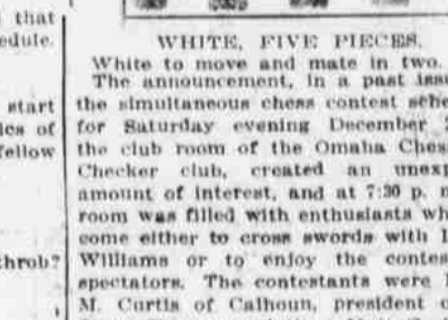 that
edule.
start
ics of
fellow
throb?
WHITE, FIVE PIECES.
White to move and mate in two.
The announcement, in a past issu
the simultaneous chess contest sche
for Saturday evening December
the club room of the Omaha Ches
Checker club, created an unexp
amount of interest, and at 7:30 p. m
room was filled with enthusiasts wh
come either to cross swords with
Williams or to enjoy the contes
spectators. The contestants were
M. Curtis of Calhoun, president o